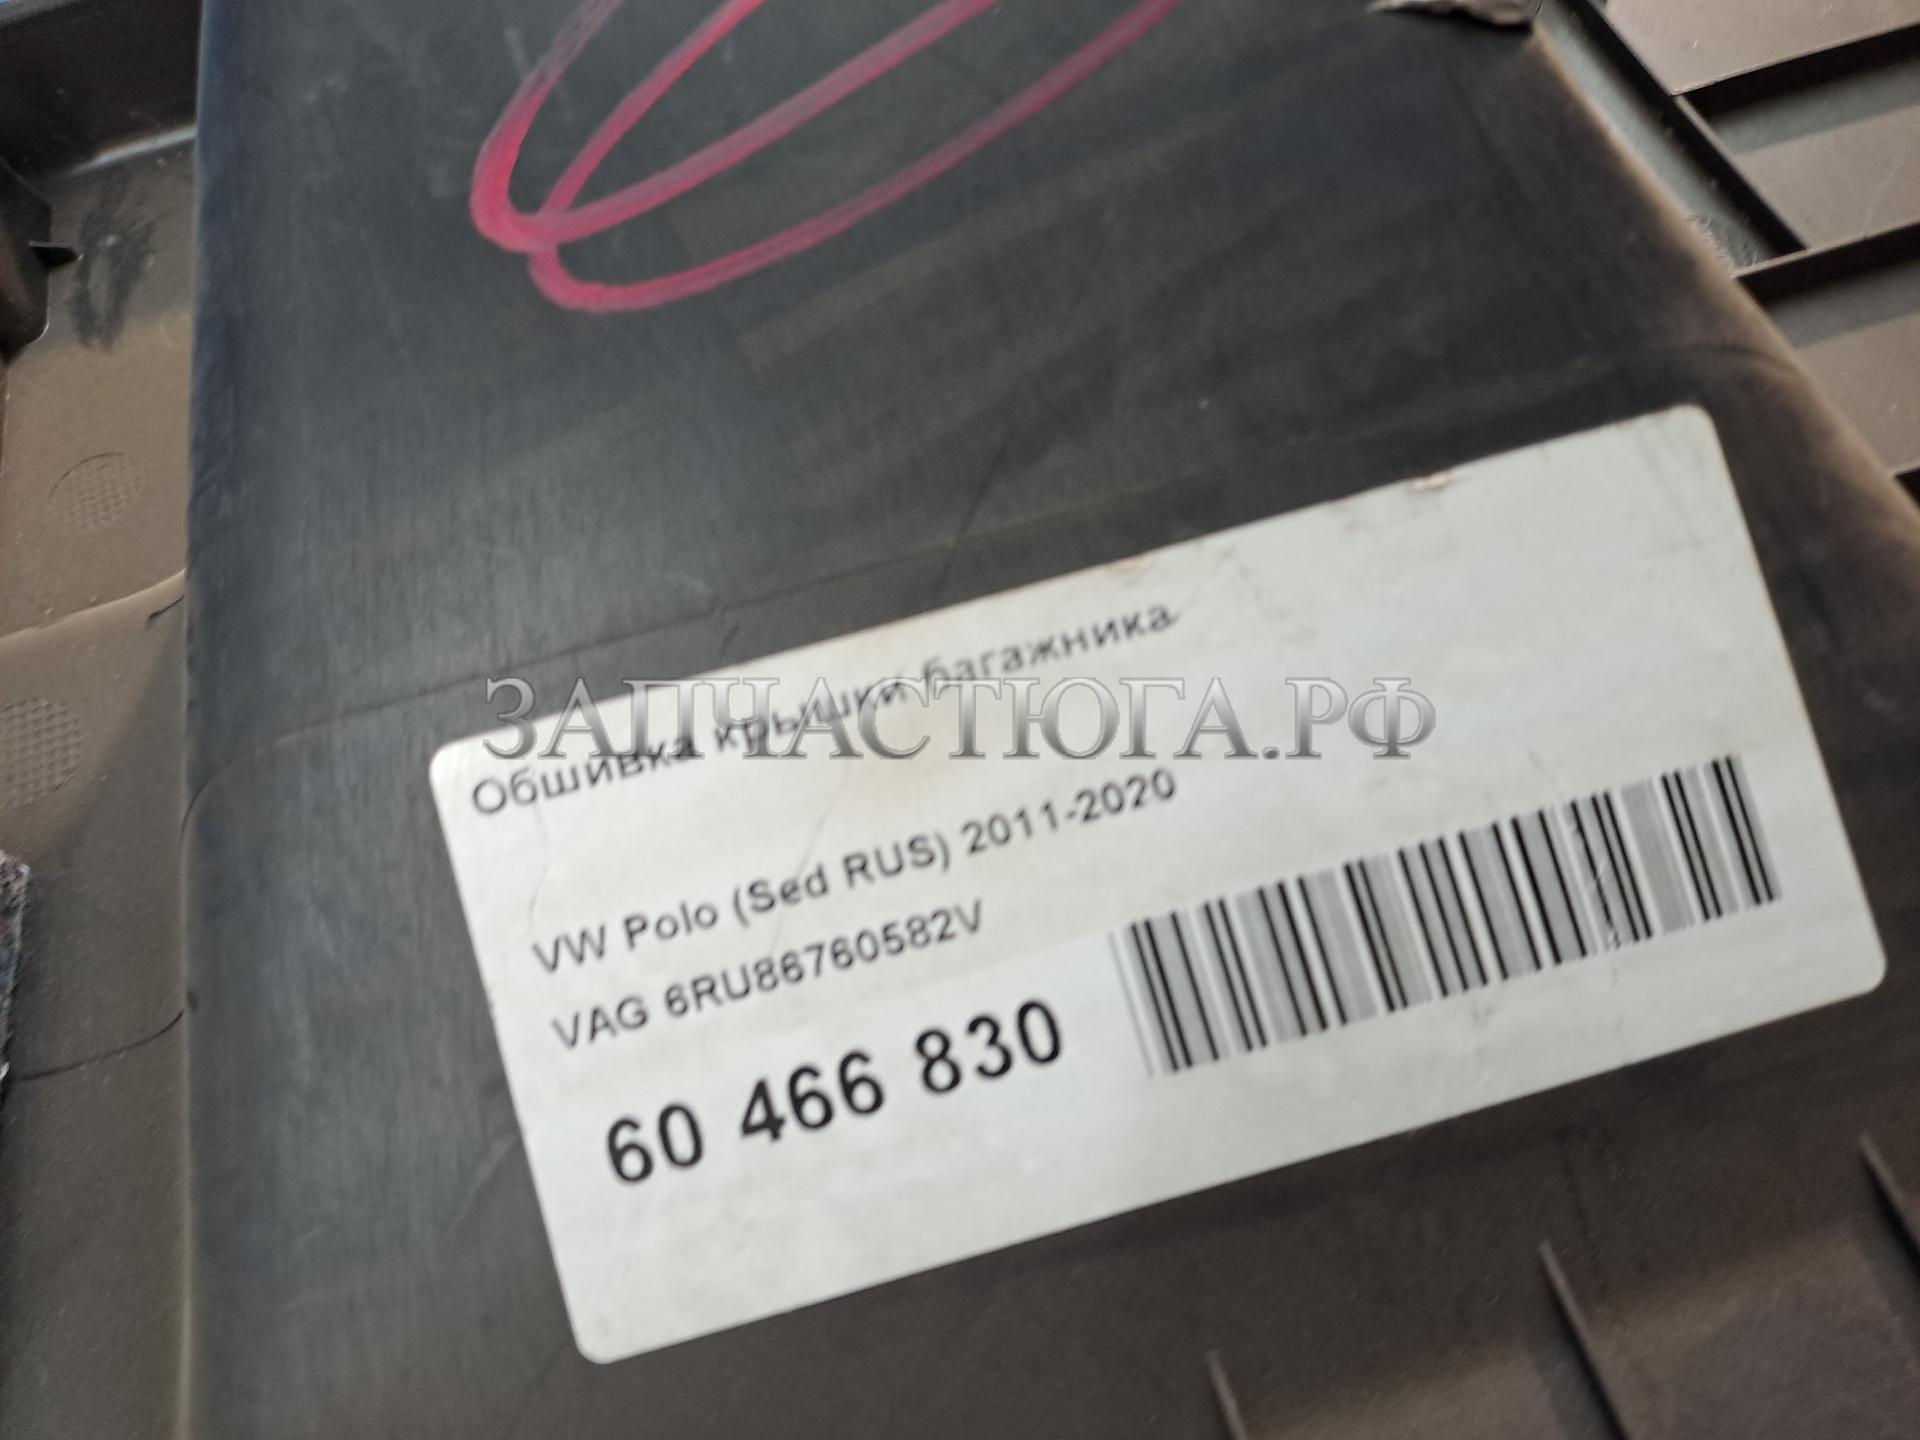 Обшивка крышки багажника
ЗАПЧАСТЮГА.РФ
VW Polo (Sed RUS) 2011-2020
VAG 6RU86760582V
60 466 830